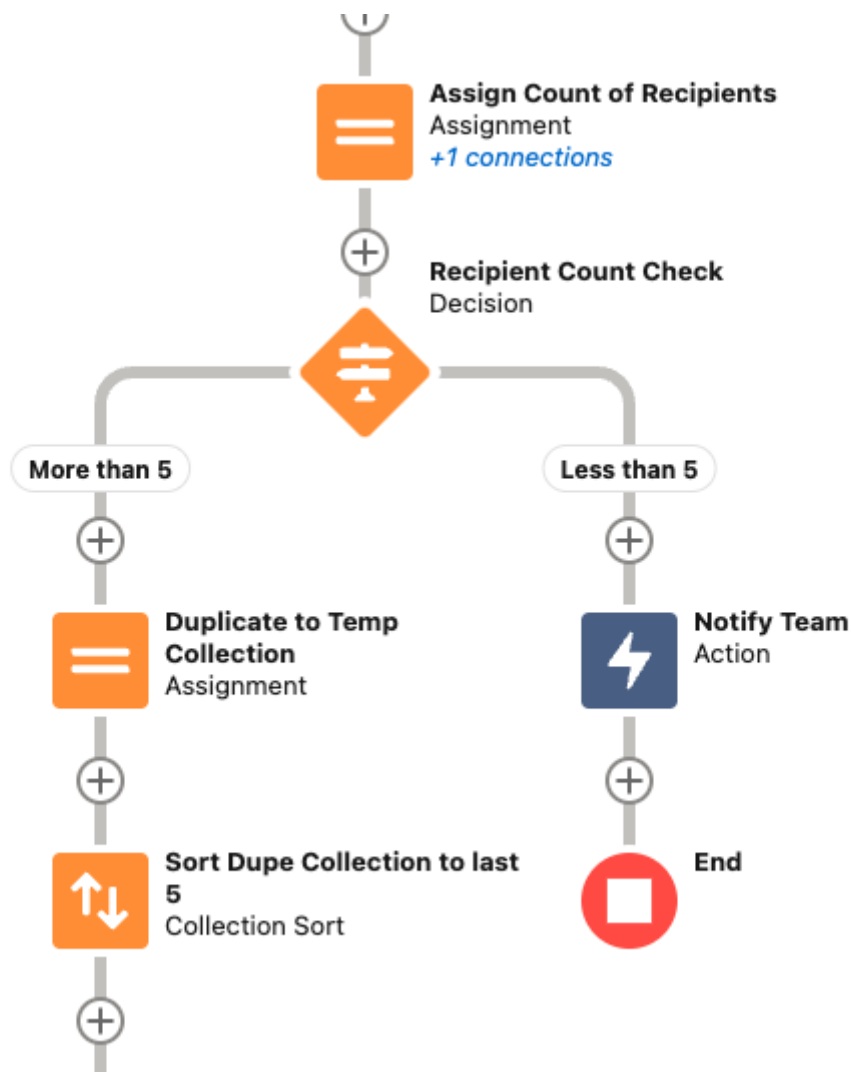 Assign Count of Recipients
Assignment
+1 connections
Recipient Count Check
Decision
More than 5
Less than 5
Duplicate to Temp
Collection
Assignment
Notify Team
Action
Sort Dupe Collection to last
5
Collection Sort
End